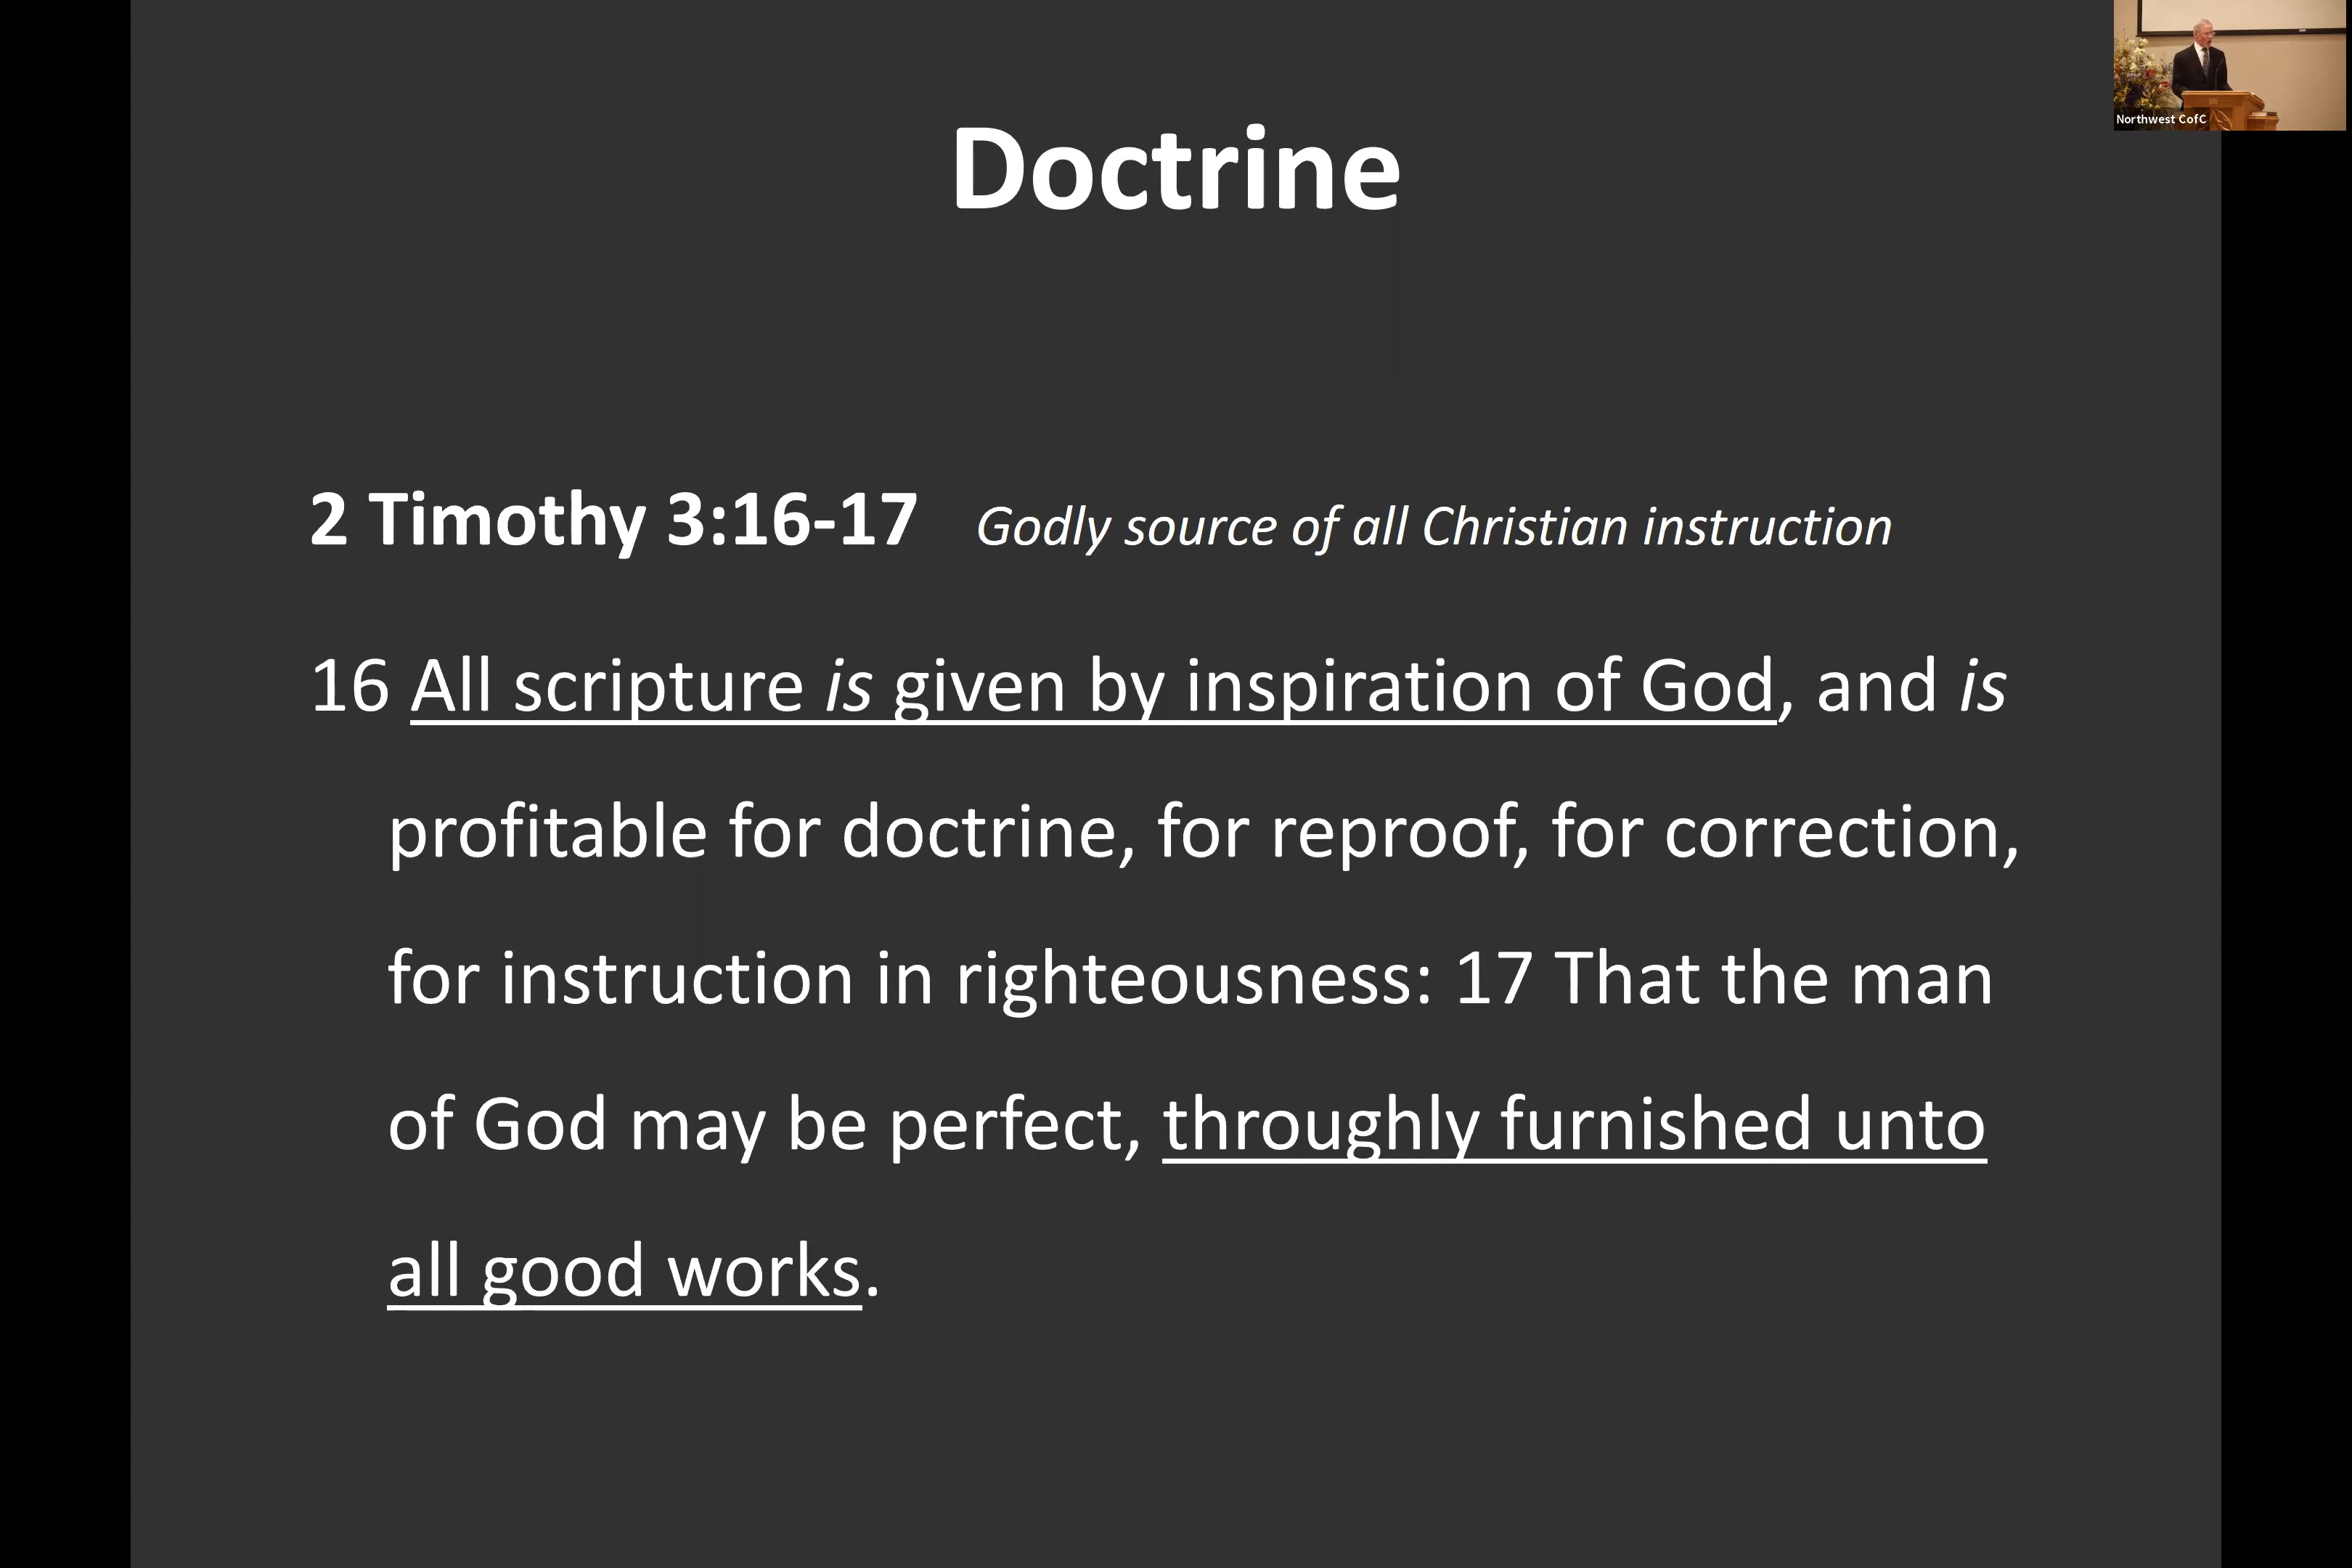 Northwest CofC
Doctrine
2 Timothy 3:16-17 Godly source of all Christian instruction
16 All scripture is given by inspiration of God, and is
profitable for doctrine, for reproof, for correction,
for instruction in righteousness: 17 That the man
of God may be perfect, throughly furnished unto
all good works.